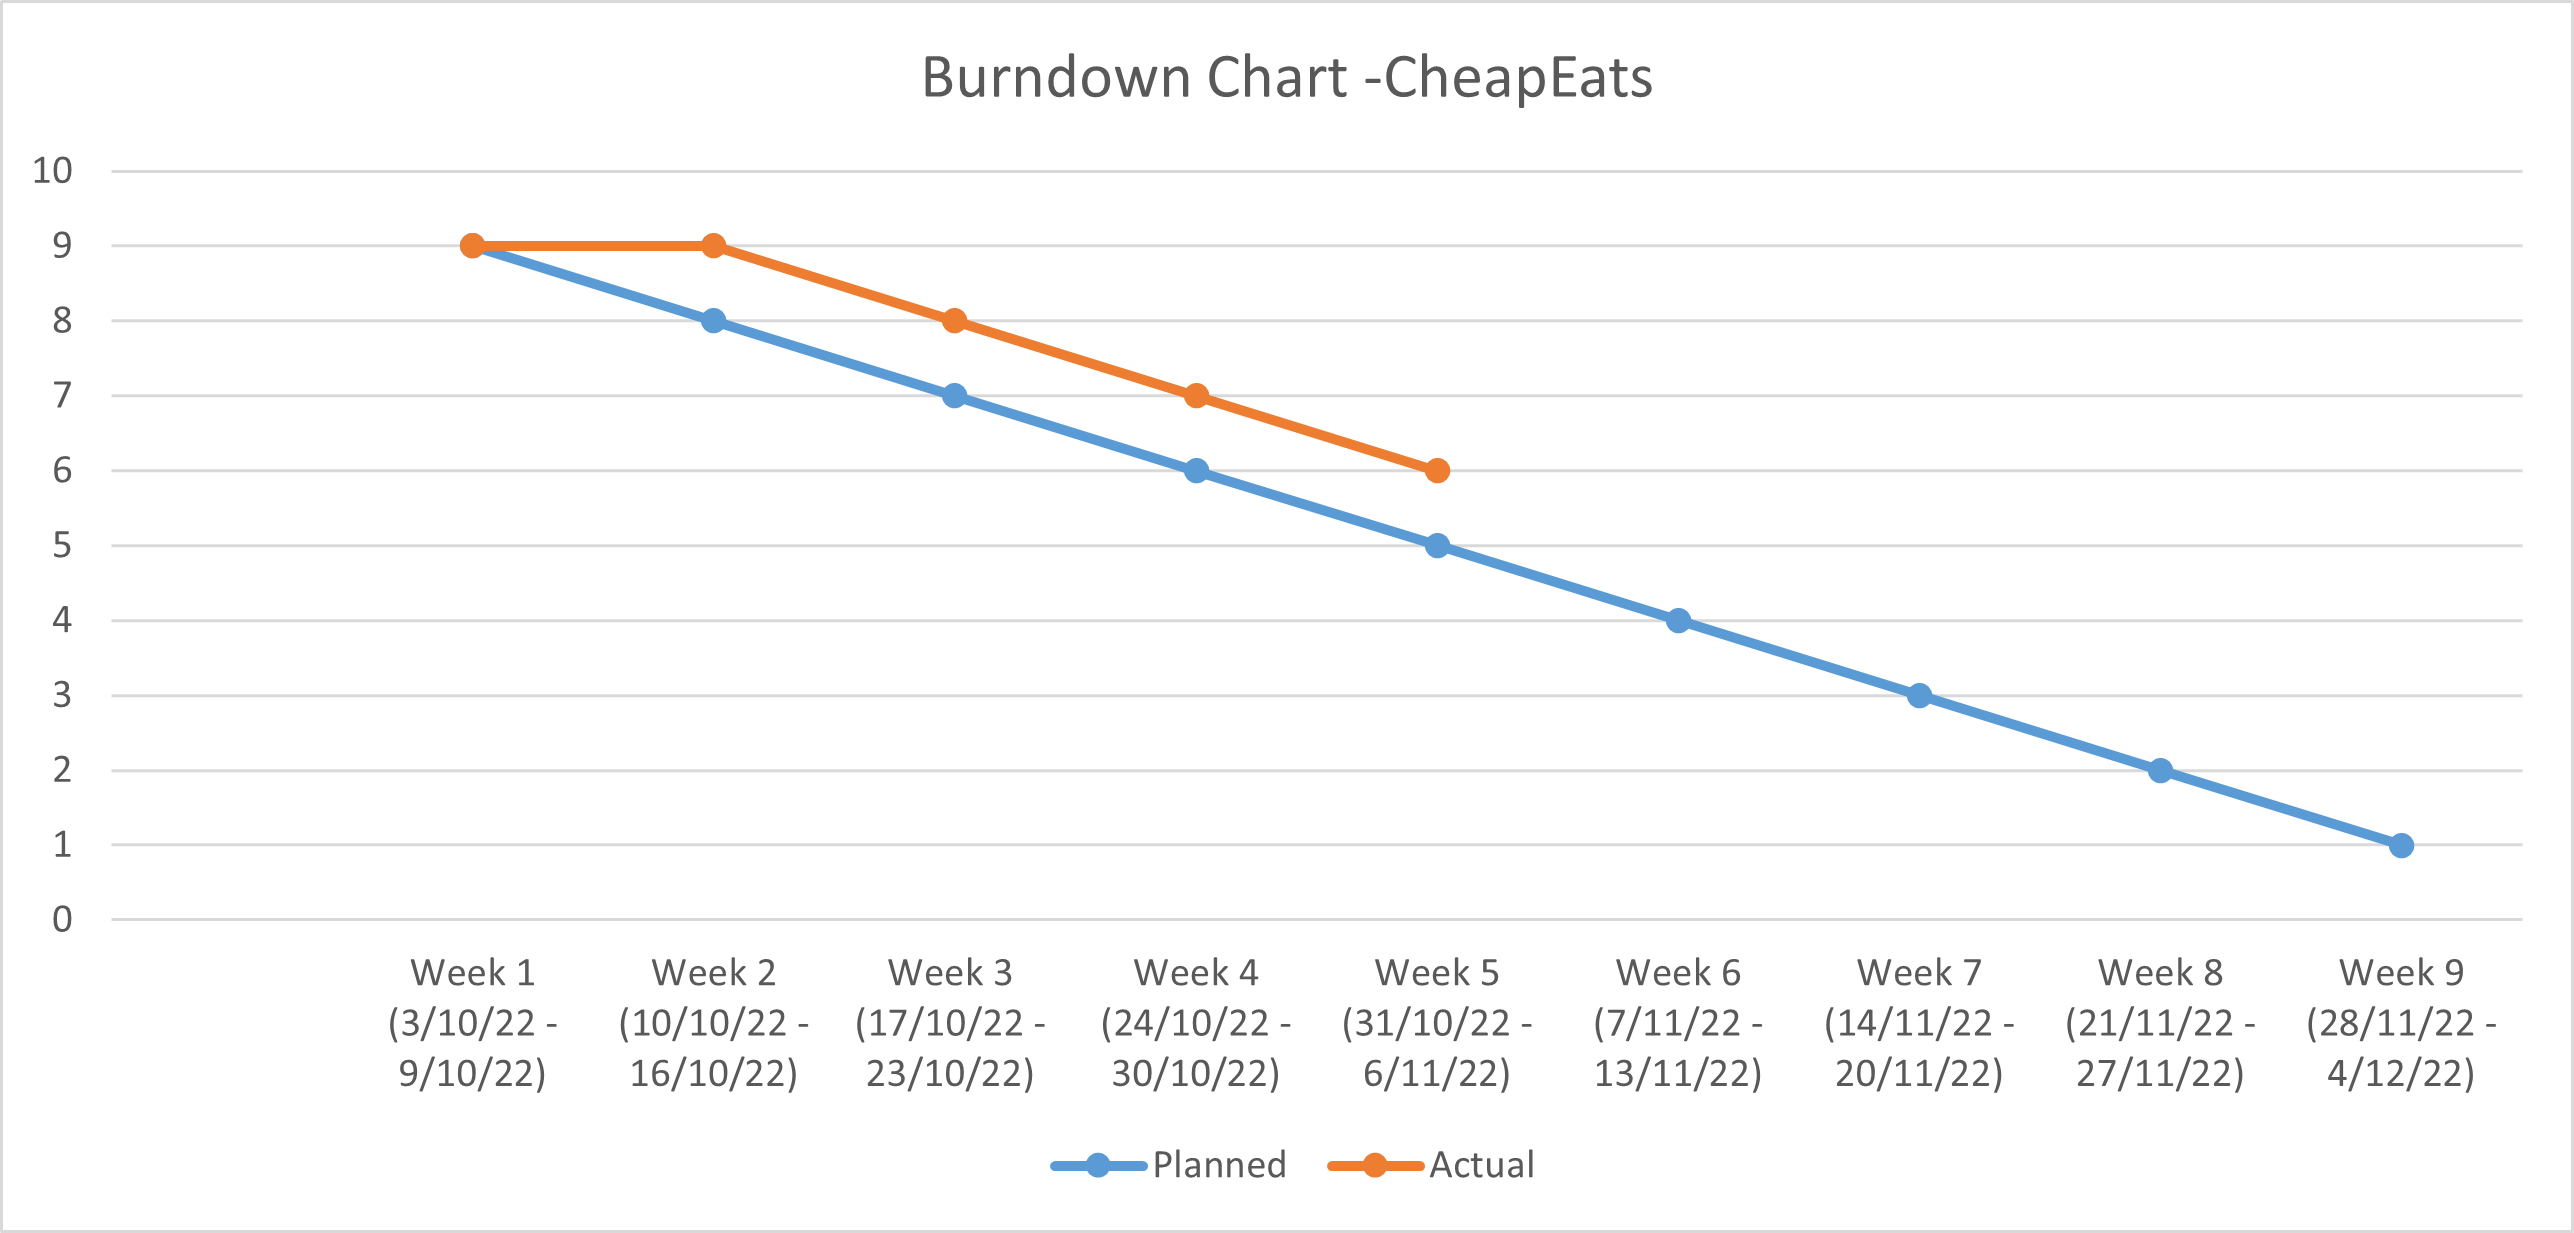 Burndown Chart -CheapEats
10
9
8
7
6
5
4
3
2
1
0
Week 1
(3/10/22 -
9/10/22)
Week 2
(10/10/22 -
16/10/22)
Week 3
(17/10/22 -
23/10/22)
Week 4
(24/10/22 -
30/10/22)
Week 5
(31/10/22 -
6/11/22)
Week 6
(7/11/22 -
13/11/22)
Week 7
(14/11/22 -
20/11/22)
Week 8
(21/11/22 -
27/11/22)
Week 9
(28/11/22 -
4/12/22)
Planned
Actual